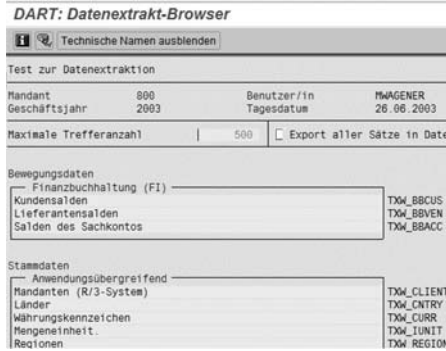 DART: Datenextrakt-Browser
Technische Namen ausblenden
Test zur Datenextraktion
Mandant 800 Benutzer/in MWAGENER
Geschäftsjahr 2003 Tagesdatum 26.06.2003
Maximale Trefferanzahl 500 Export aller Sätze in Date
Bewegungsdaten
Finanzbuchhaltung (FI)
Kundensalden TXW_BBCUS
Lieferantensalden TXW_BBVEN
Salden des Sachkontos TXW_BBACC
Stammdaten
Anwendungsübergreifend
Mandanten (R/3-System) TXW_CLIENT
Länder TXW_CNTRY
Währungskennzeichen TXW_CURR
Mengeneinheit. TXW_IUNIT
Regionen TXW_REGION